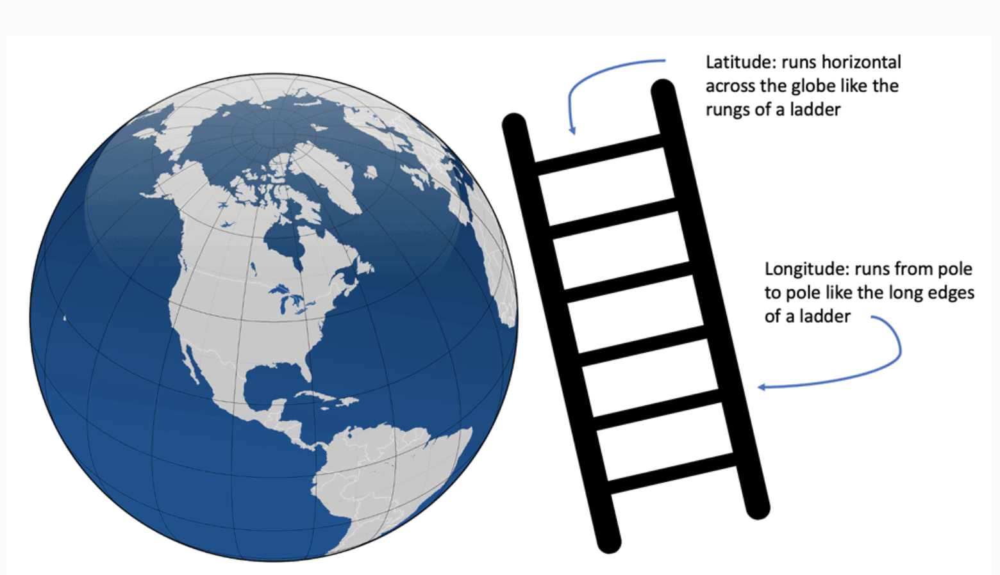 Latitude: runs horizontal
across the globe like the
rungs of a ladder
Longitude: runs from pole
to pole like the long edges
of a ladder